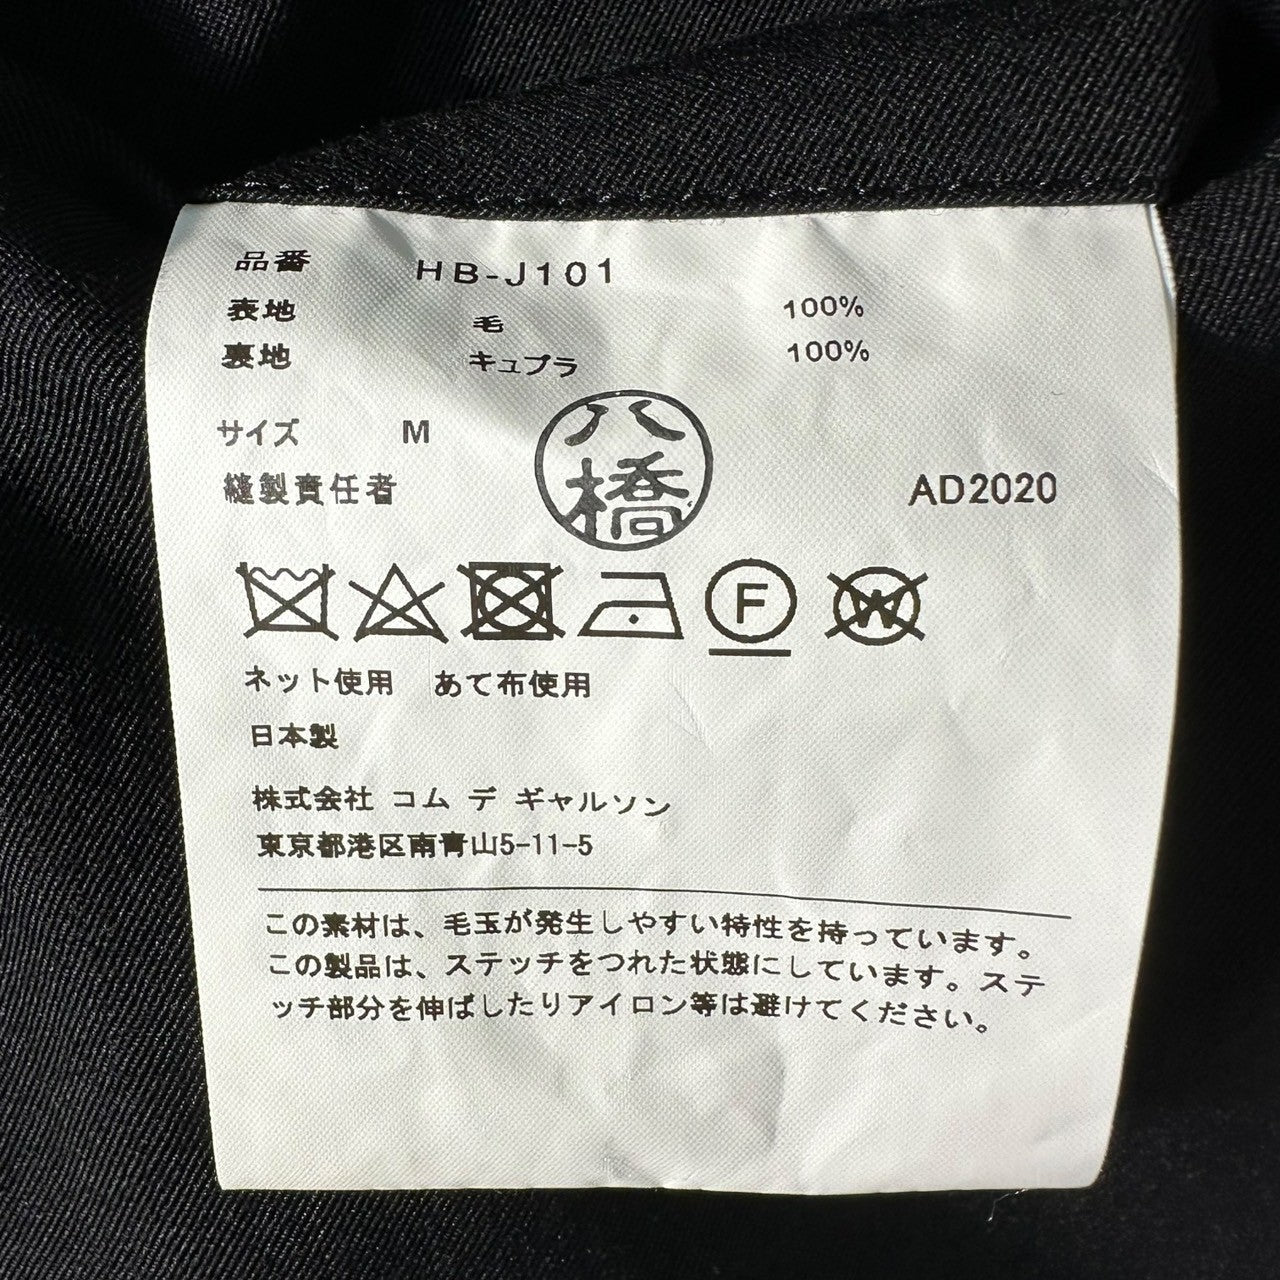 品番 HB-J101
表地 毛 100%
裏地 キュプラ 100%
サイズ M
縫製責任者 八橋 AD2020
F W
ネット使用 あて布使用
日本製
株式会社 コム デ ギャルソン
東京都港区南青山5-11-5
この素材は、毛玉が発生しやすい特性を持っています。
この製品は、ステッチをつれた状態にしています。ステ
ッチ部分を伸ばしたりアイロン等は避けてください。